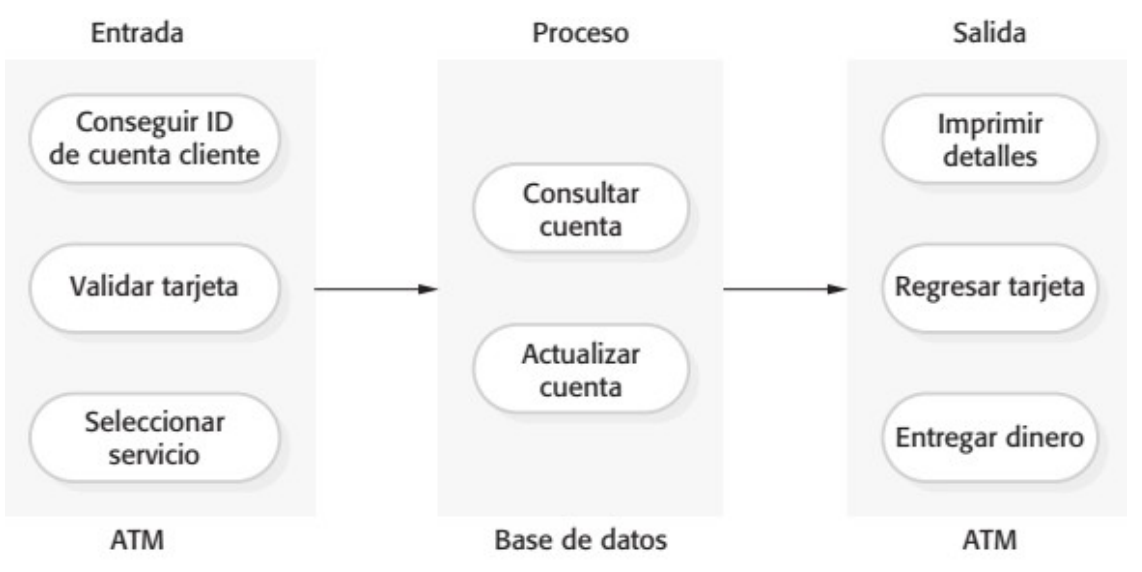 Entrada
Conseguir ID
de cuenta cliente
Validar tarjeta
Seleccionar
servicio
ATM
Proceso
Consultar
cuenta
Actualizar
cuenta
Base de datos
Salida
Imprimir
detalles
Regresar tarjeta
Entregar dinero
ATM